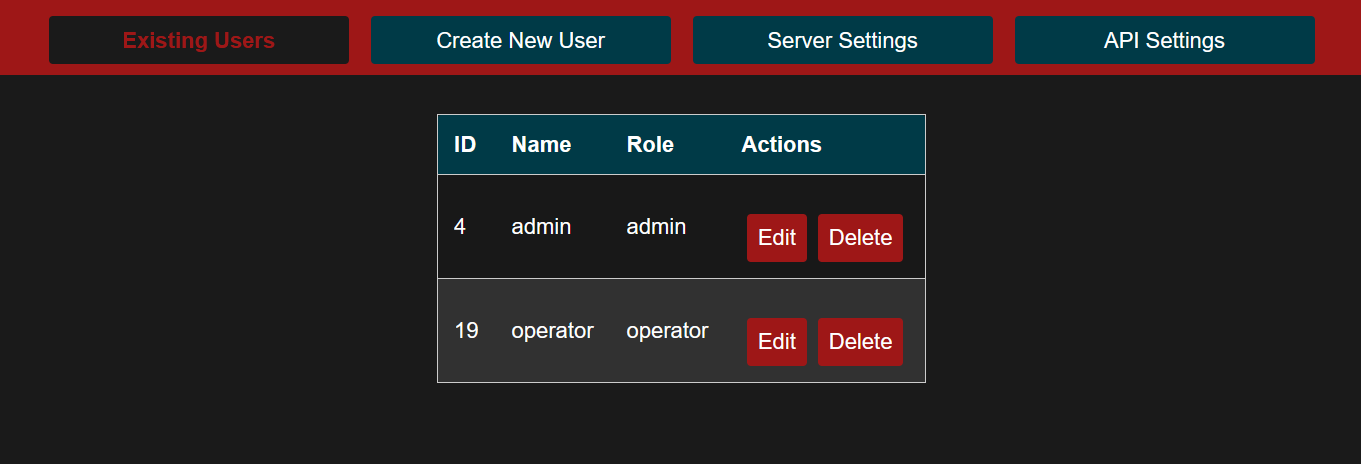 Existing Users Create New User Server Settings API Settings
ID Name Role Actions
4 admin admin Edit Delete
19 operator operator Edit Delete